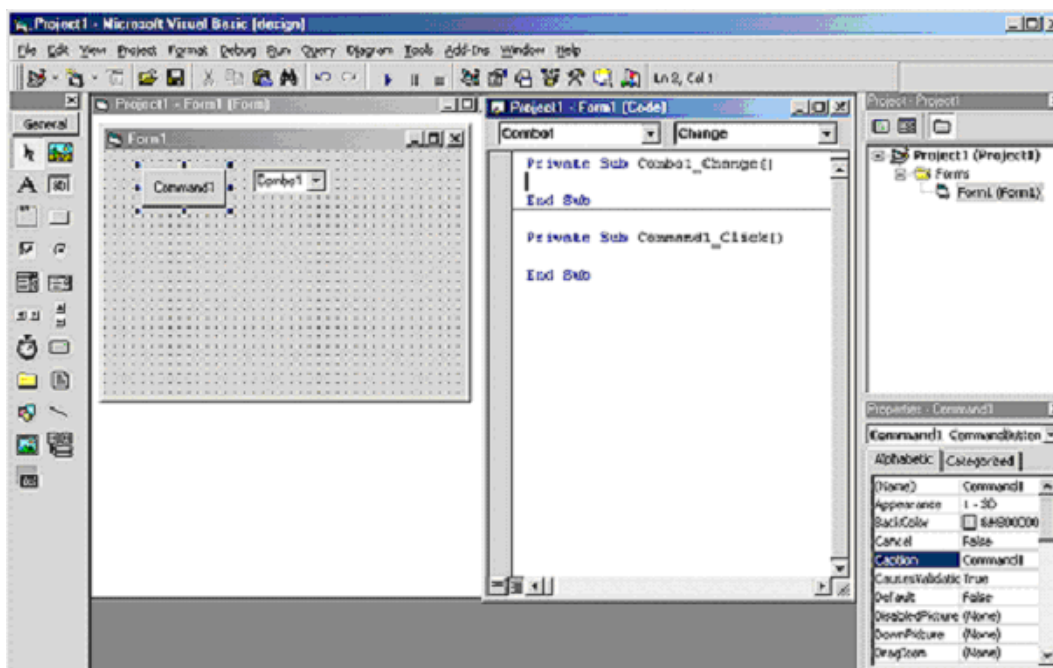 Project1 - Microsoft Visual Basic [design]
File Edit View Project Format Debug Run Query Diagram Tools Add-Ins Window Help
Ln 2, Col 1
General
Project1 - Form1 (Form)
Form1
Command1
Combo1
Project1 - Form1 (Code)
Combo1 Change
Private Sub Combo1_Change()
End Sub
Private Sub Command1_Click()
End Sub
Project - Project1
Project1 (Project1)
Forms
Form1 (Form1)
Properties - Command1
Command1 CommandButton
Alphabetic Categorized
(Name) Command1
Appearance 1 - 3D
BackColor
Cancel False
Caption Command1
CausesValidatic True
Default False
DisabledPicture (None)
DownPicture (None)
DragIcon (None)